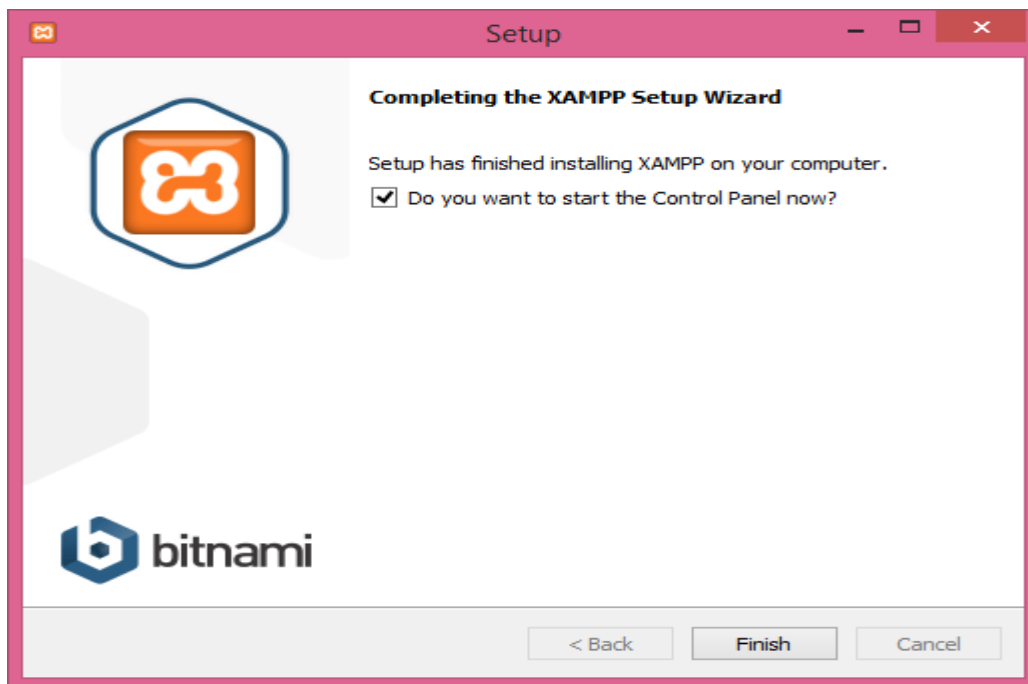 Setup
Completing the XAMPP Setup Wizard
Setup has finished installing XAMPP on your computer.
Do you want to start the Control Panel now?
bitnami
< Back
Finish
Cancel